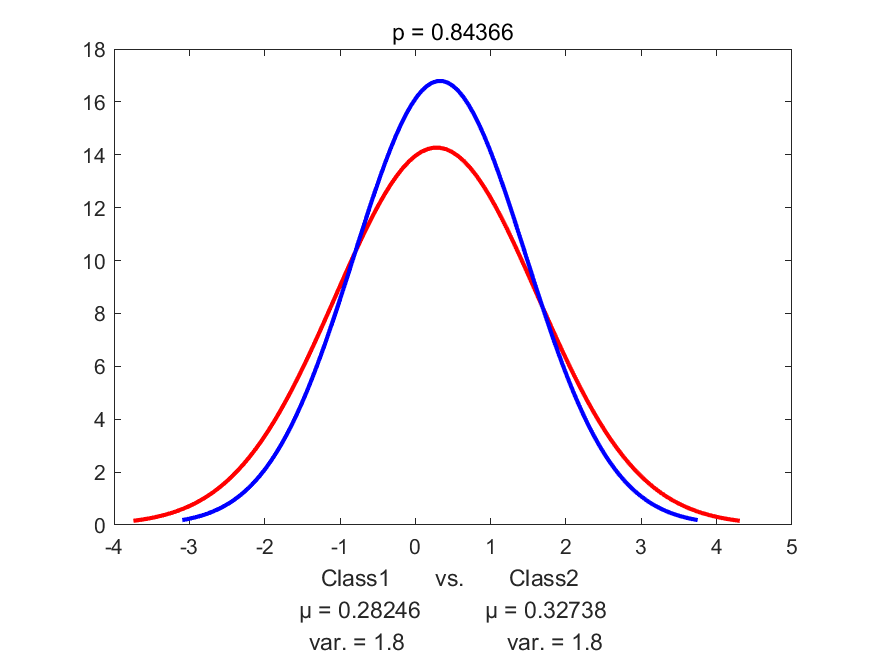 p = 0.84366
18
16
14
12
10
8
6
4
2
0
-4 -3 -2 -1 0 1 2 3 4 5
Class1 vs. Class2
μ = 0.28246 μ = 0.32738
var. = 1.8 var. = 1.8